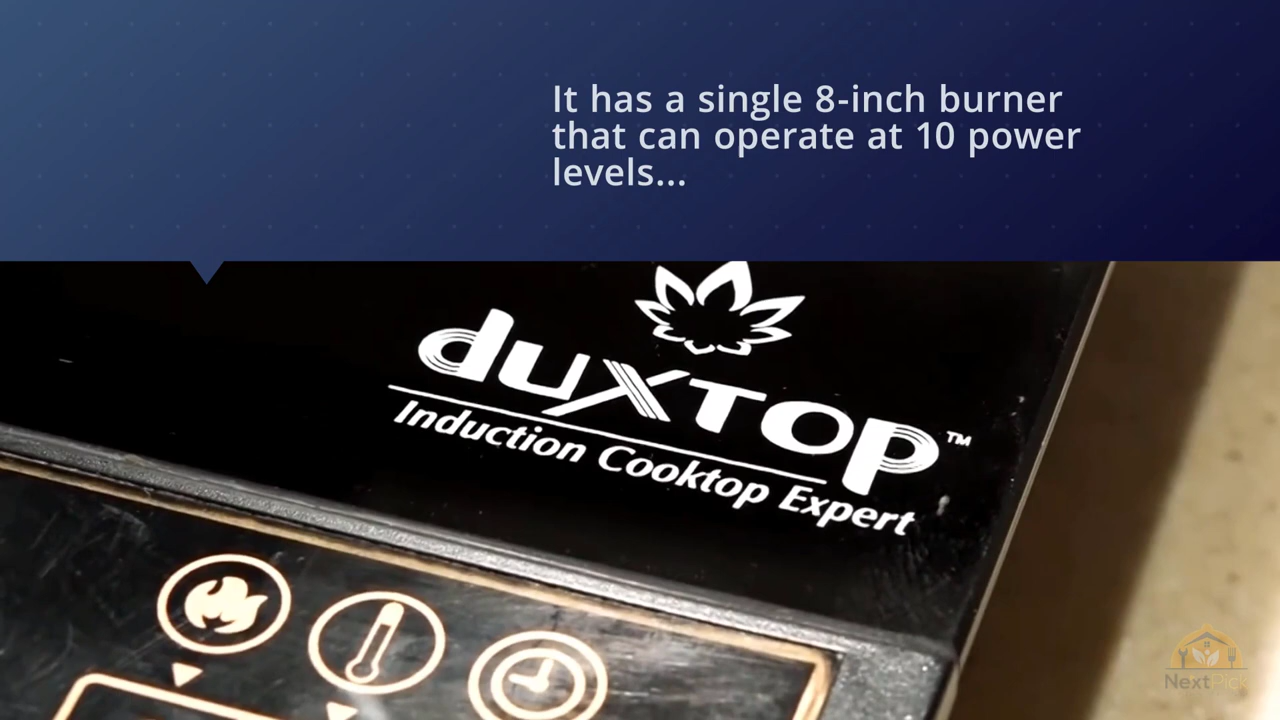 It has a single 8-inch burner
that can operate at 10 power
levels...
duxtop™
Induction Cooktop Expert
NextPick